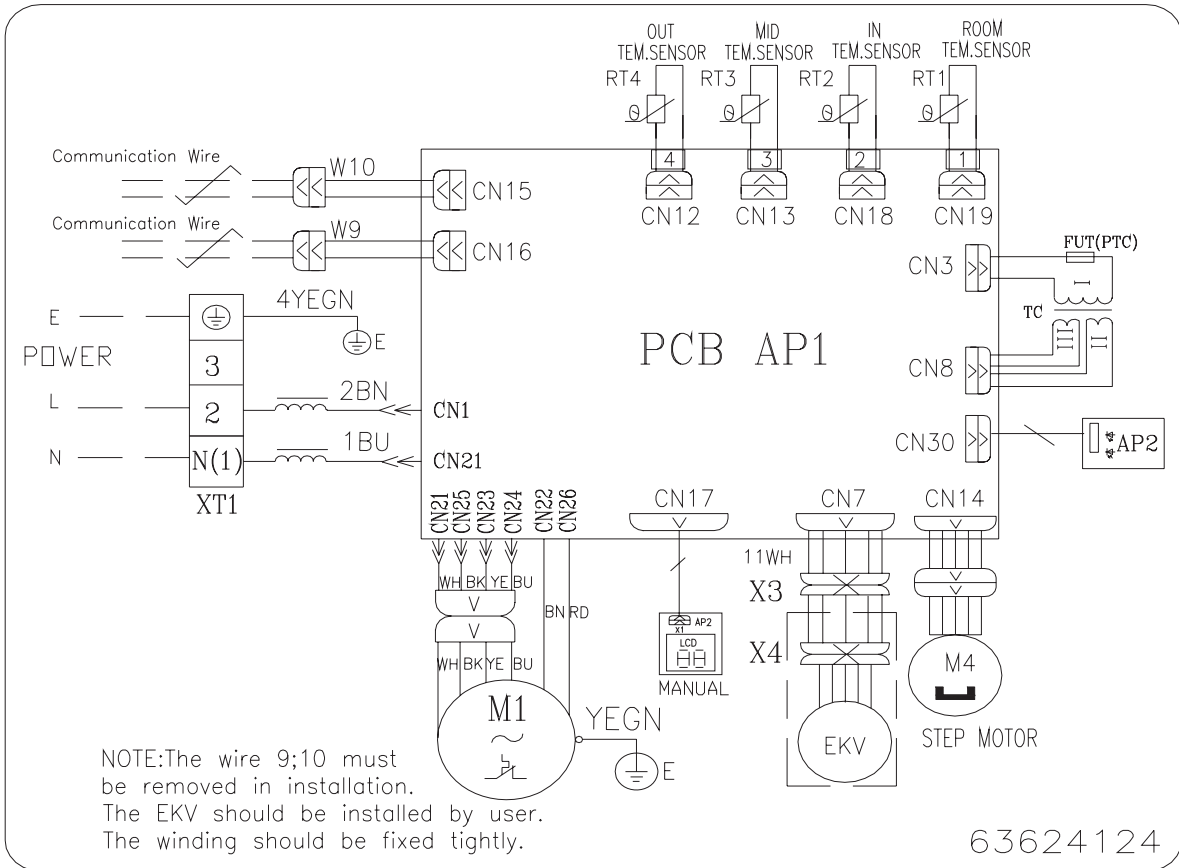 OUT
TEM.SENSOR
MID
TEM.SENSOR
IN
TEM.SENSOR
ROOM
TEM.SENSOR
RT4
RT3
RT2
RT1
θ
θ
θ
θ
4
3
2
1
CN12
CN13
CN18
CN19
Communication Wire
W10
CN15
Communication Wire
W9
CN16
CN3
FUT(PTC)
I
TC
III
II
CN8
PCB AP1
E
4YEGN
E
POWER
3
L
2
2BN
CN1
N
N(1)
1BU
CN21
XT1
CN30
AP2
CN21
CN25
CN23
CN24
CN22
CN26
CN17
CN7
CN14
WH
BK
YE
BU
V
V
BN
RD
WH
BK
YE
BU
11WH
X3
X4
AP2
X1
LCD
88
MANUAL
M1
YEGN
E
EKV
M4
STEP MOTOR
NOTE:The wire 9;10 must
be removed in installation.
The EKV should be installed by user.
The winding should be fixed tightly.
63624124